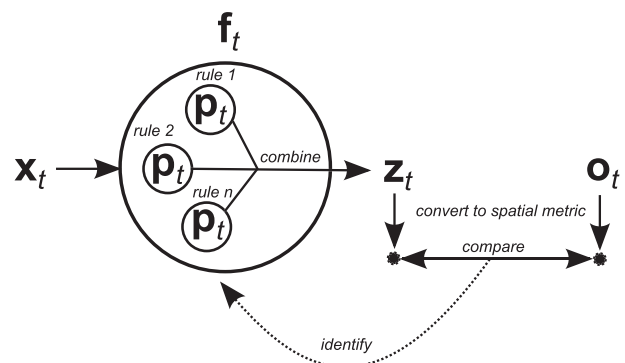 f_t
rule 1
p_t
rule 2
p_t
combine
x_t
z_t
o_t
rule n
p_t
convert to spatial metric
compare
identify